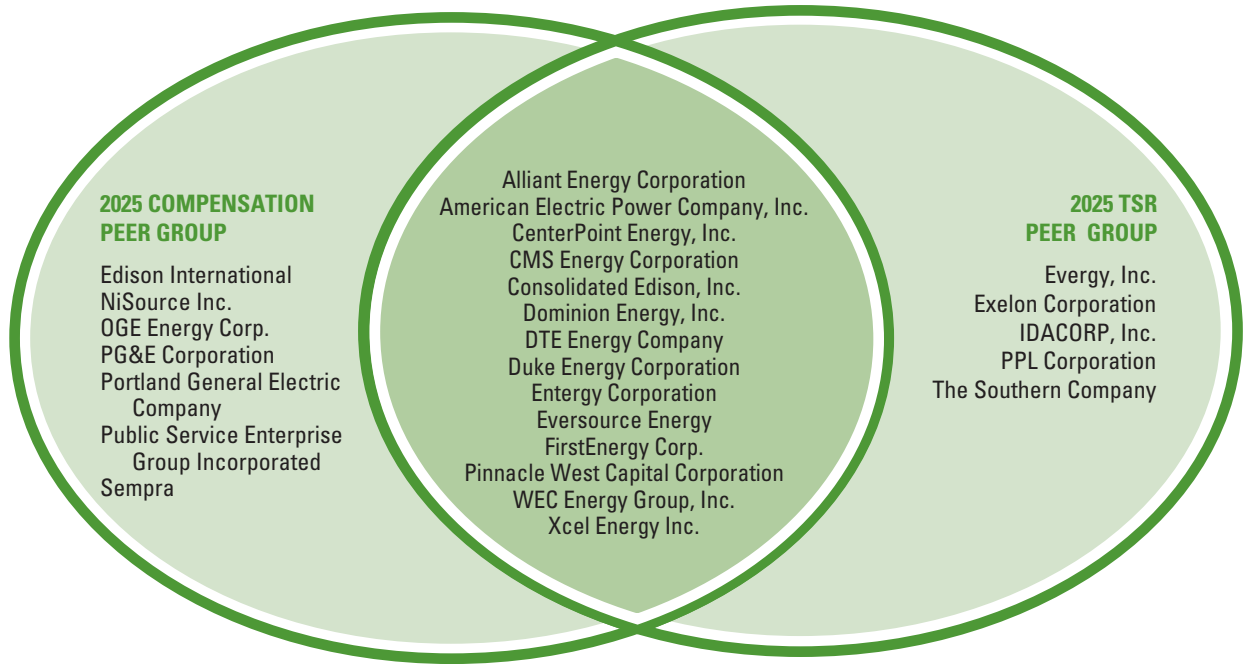 2025 COMPENSATION
PEER GROUP
Edison International
NiSource Inc.
OGE Energy Corp.
PG&E Corporation
Portland General Electric
Company
Public Service Enterprise
Group Incorporated
Sempra
Alliant Energy Corporation
American Electric Power Company, Inc.
CenterPoint Energy, Inc.
CMS Energy Corporation
Consolidated Edison, Inc.
Dominion Energy, Inc.
DTE Energy Company
Duke Energy Corporation
Entergy Corporation
Eversource Energy
FirstEnergy Corp.
Pinnacle West Capital Corporation
WEC Energy Group, Inc.
Xcel Energy Inc.
2025 TSR
PEER GROUP
Evergy, Inc.
Exelon Corporation
IDACORP, Inc.
PPL Corporation
The Southern Company